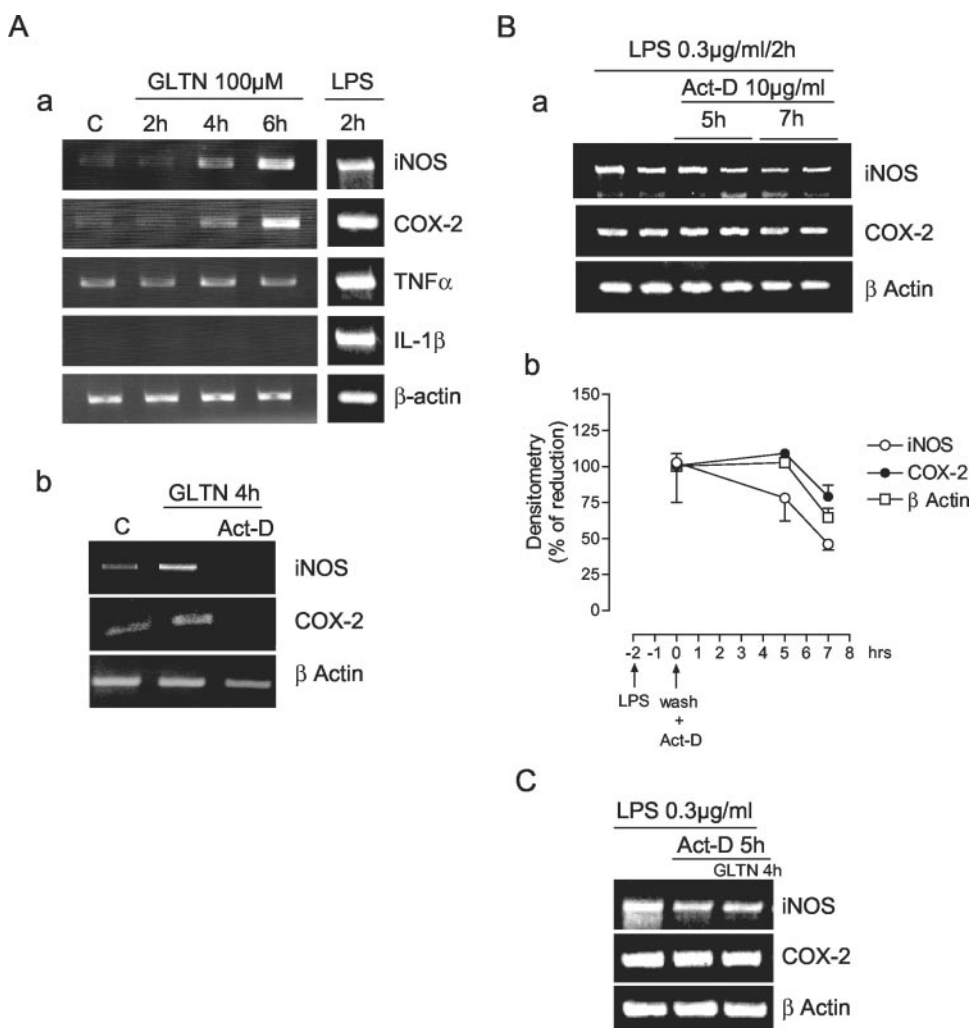 A
GLTN 100μM
LPS
a
C
2h
4h
6h
2h
iNOS
COX-2
TNFα
IL-1β
β-actin
b
GLTN 4h
C
Act-D
iNOS
COX-2
β Actin
B
LPS 0.3μg/ml/2h
a
Act-D 10μg/ml
5h
7h
iNOS
COX-2
β Actin
b
Densitometry
(% of reduction)
150
125
100
75
50
25
0
iNOS
COX-2
β Actin
-2 -1 0 1 2 3 4 5 6 7 8 hrs
LPS
wash
+
Act-D
C
LPS 0.3μg/ml
Act-D 5h
GLTN 4h
iNOS
COX-2
β Actin